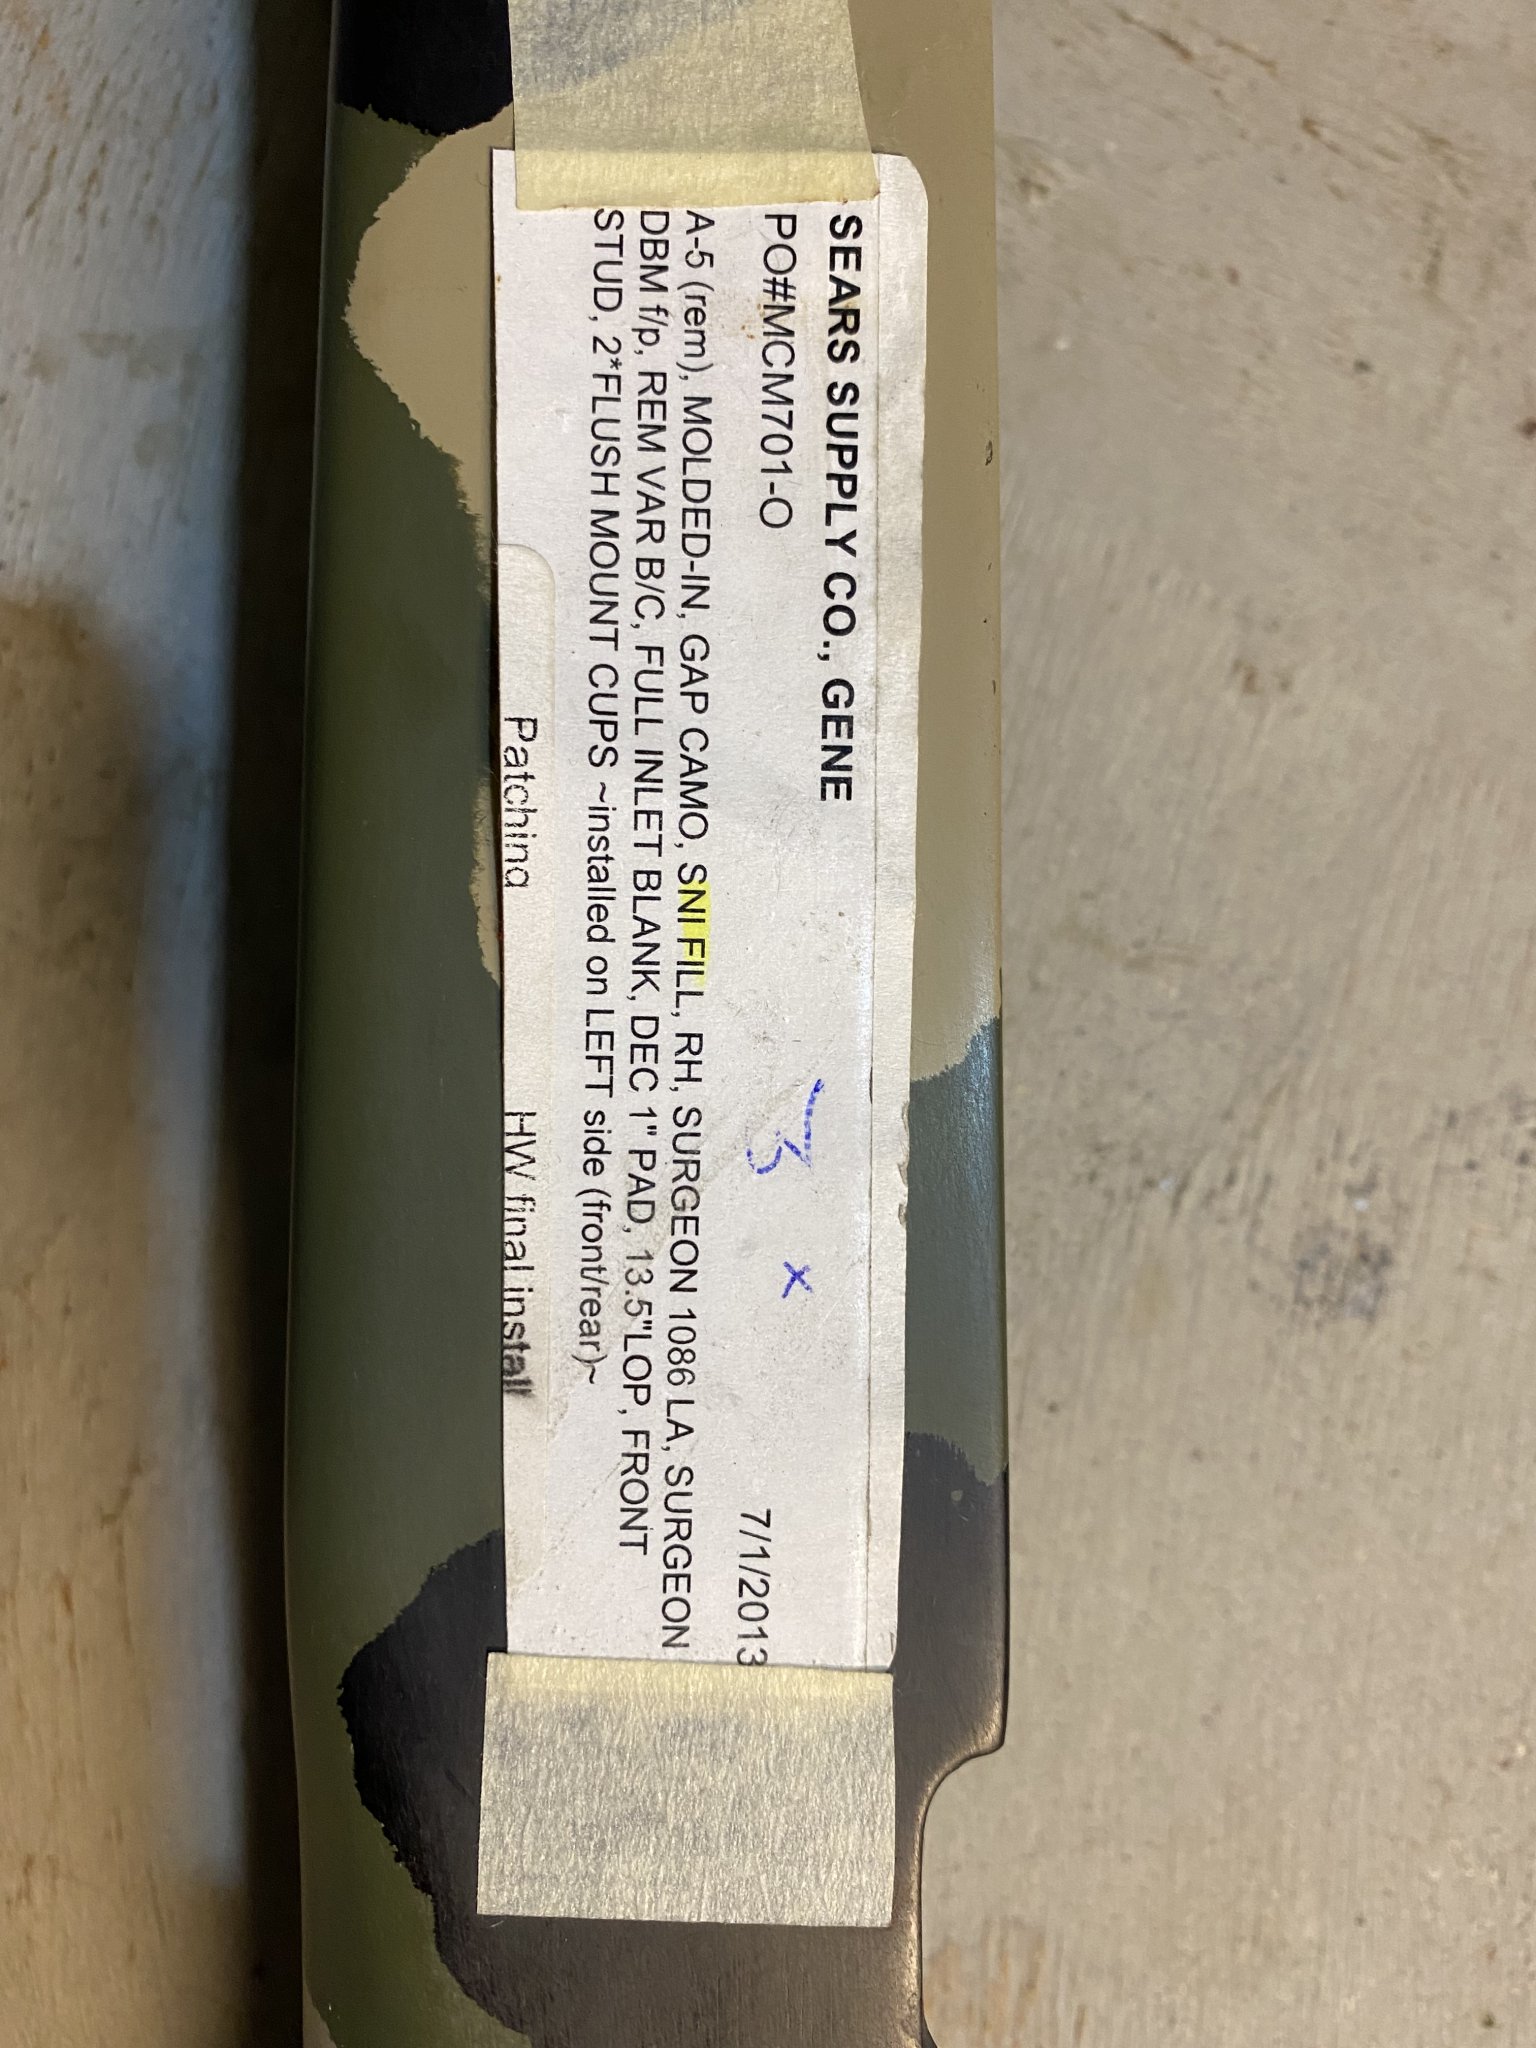 SEARS SUPPLY CO., GENE
PO#MCM701-O
3 x
7/1/2013
A-5 (rem), MOLDED-IN, GAP CAMO, SNI FILL, RH, SURGEON 1086 LA, SURGEON
DBM f/p, REM VAR B/C, FULL INLET BLANK, DEC 1" PAD, 13.5"LOP, FRONT
STUD, 2*FLUSH MOUNT CUPS ~installed on LEFT side (front/rear)~
Patching HW final install